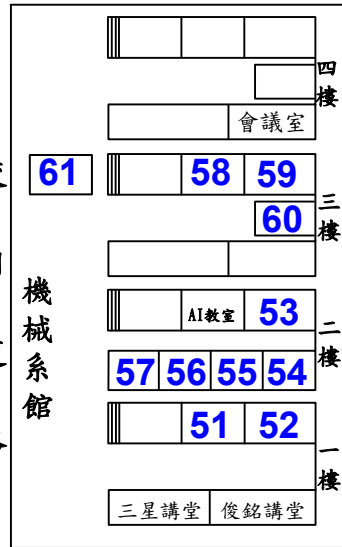 四樓
會議室
61
58 59
三樓
60
機械系館
AI教室 53
二樓
57 56 55 54
51 52
一樓
三星講堂 俊銘講堂